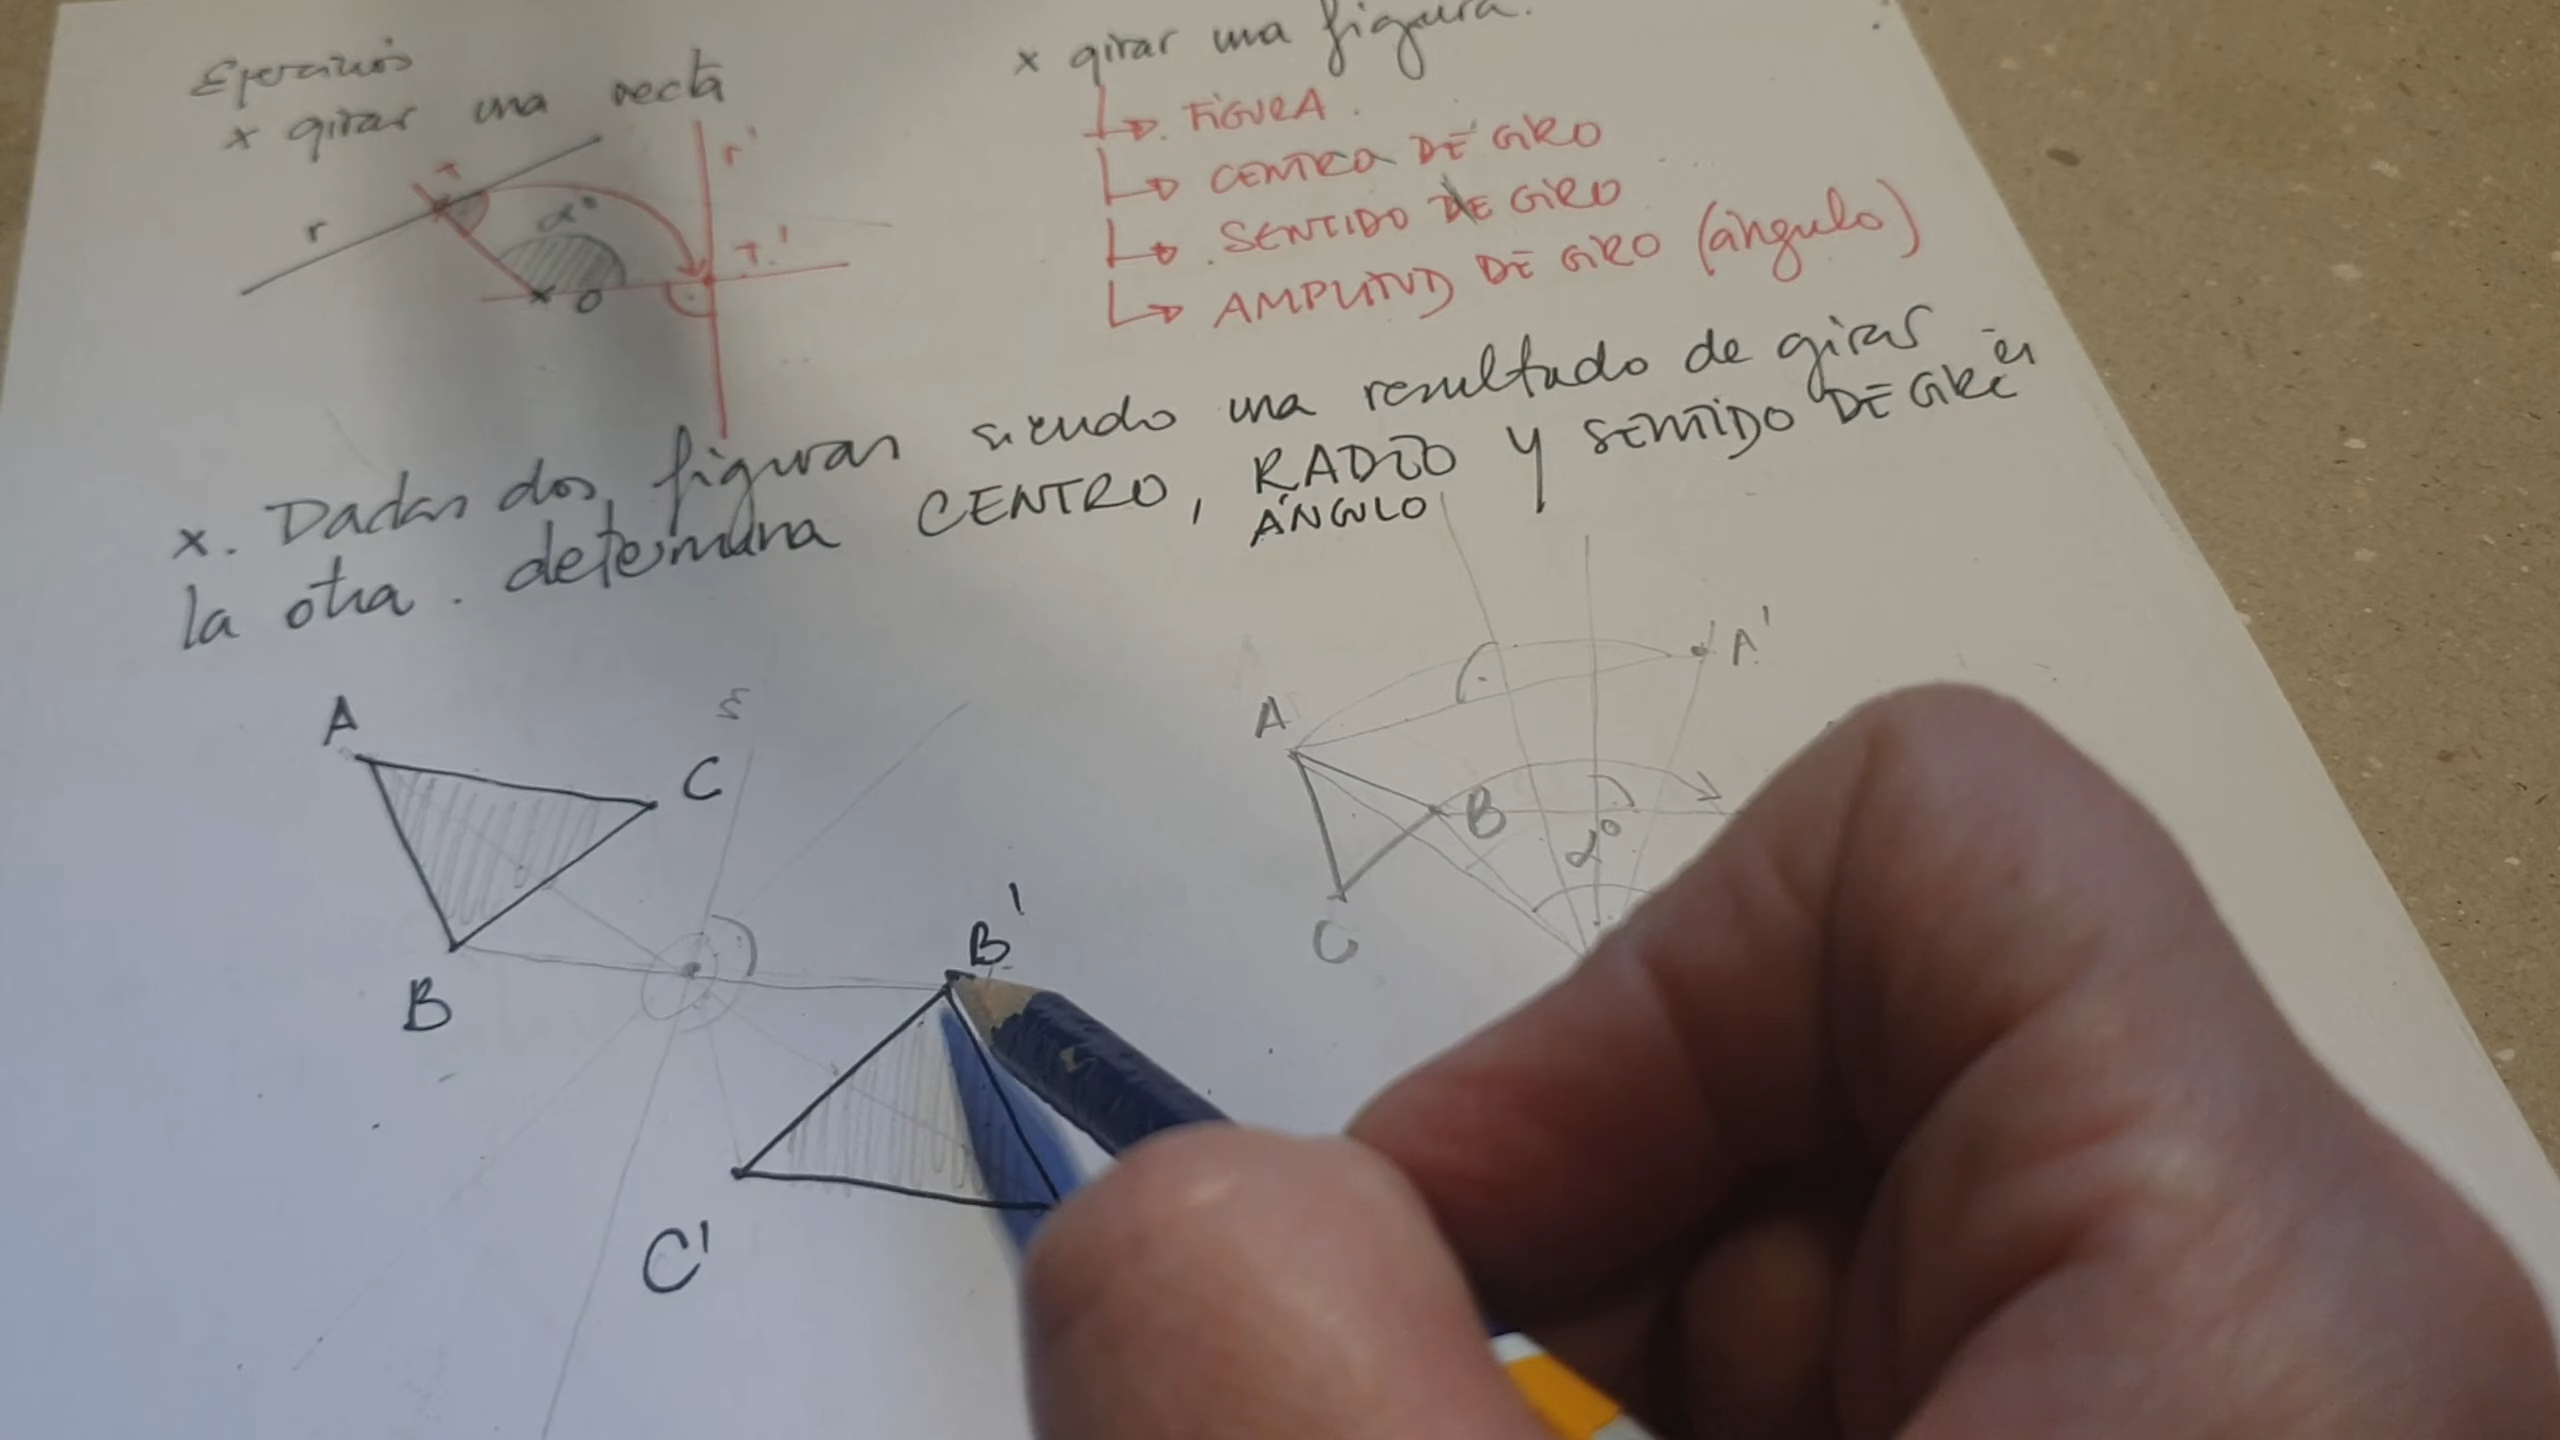 Ejercicios
x girar una recta
r
T
α°
O
r'
T'
x girar una figura.
FIGURA.
CENTRO DE GIRO
SENTIDO DE GIRO
AMPLITUD DE GIRO (ángulo)
x. Dadas dos figuras siendo una resultado de girar
la otra. determina CENTRO, RADIO Y SENTIDO DE
ÁNGULO
A
C
B
B'
C'
A
A'
B
C
α°